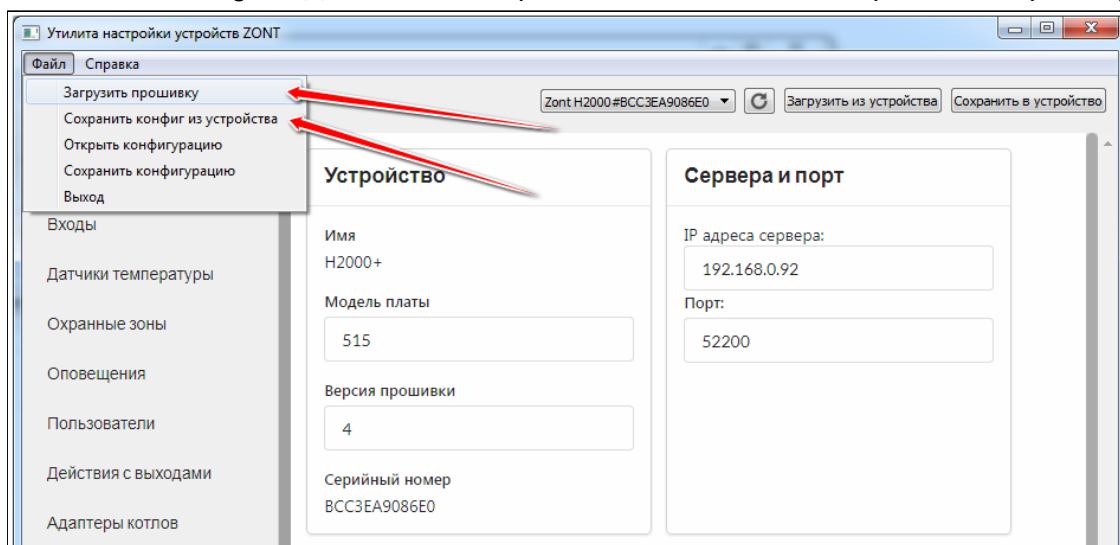 Утилита настройки устройств ZONT
Файл Справка
Загрузить прошивку
Сохранить конфиг из устройства
Открыть конфигурацию
Сохранить конфигурацию
Выход
Zont H2000#BCC3EA9086E0 Загрузить из устройства Сохранить в устройство
Входы
Датчики температуры
Охранные зоны
Оповещения
Пользователи
Действия с выходами
Адаптеры котлов
Устройство
Имя
H2000+
Модель платы
515
Версия прошивки
4
Серийный номер
BCC3EA9086E0
Сервера и порт
IP адреса сервера:
192.168.0.92
Порт:
52200